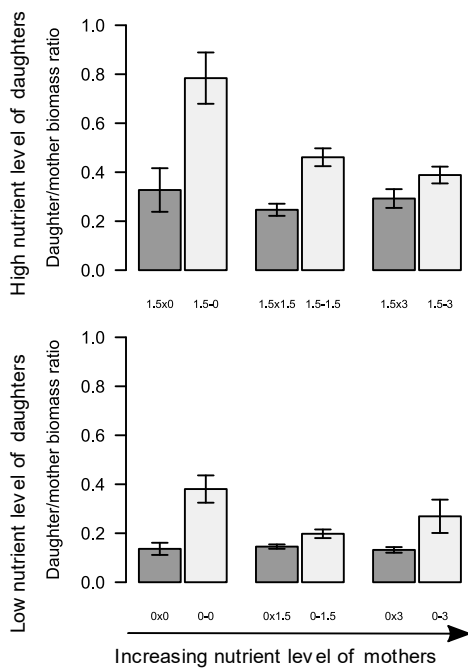 High nutrient level of daughters
Daughter/mother biomass ratio
1.0
0.8
0.6
0.4
0.2
0.0
1.5x0 1.5-0 1.5x1.5 1.5-1.5 1.5x3 1.5-3
Low nutrient level of daughters
Daughter/mother biomass ratio
1.0
0.8
0.6
0.4
0.2
0.0
0x0 0-0 0x1.5 0-1.5 0x3 0-3
Increasing nutrient level of mothers